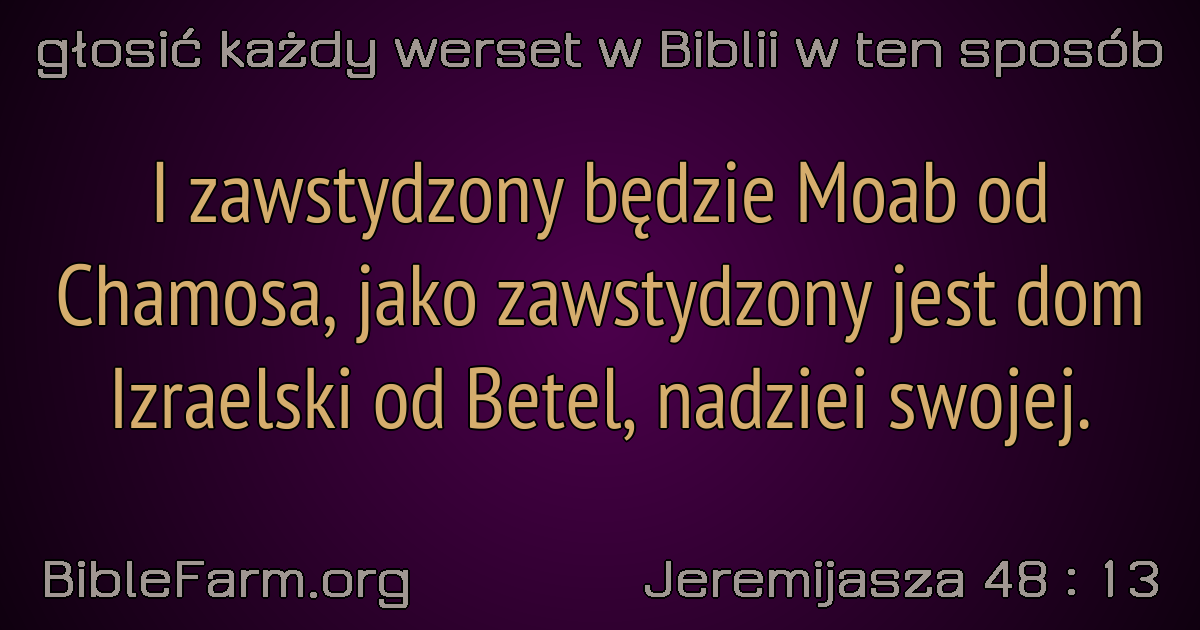 głosić każdy werset w Biblii w ten sposób
I zawstydzony będzie Moab od
Chamosa, jako zawstydzony jest dom
Izraelski od Betel, nadziei swojej.
BibleFarm.org
Jeremijasza 48 : 13